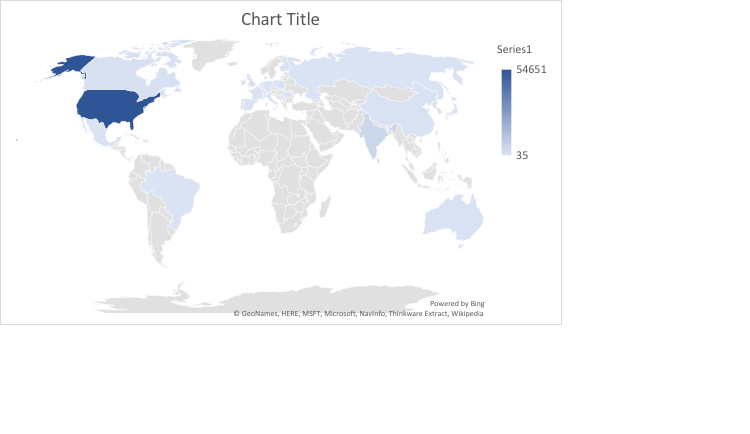 Chart Title
Series1
54651
35
Powered by Bing
© GeoNames, HERE, MSFT, Microsoft, NavInfo, Thinkware Extract, Wikipedia